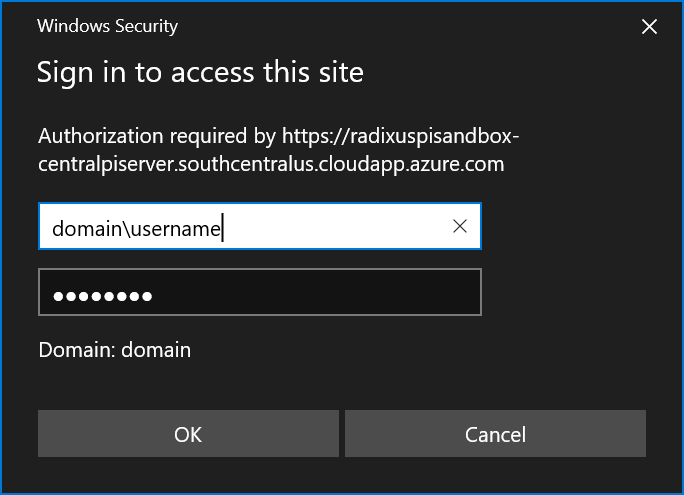 Windows Security
Sign in to access this site
Authorization required by https://radixuspisandbox-
centralpiserver.southcentralus.cloudapp.azure.com
domain\username
••••••••
Domain: domain
OK
Cancel